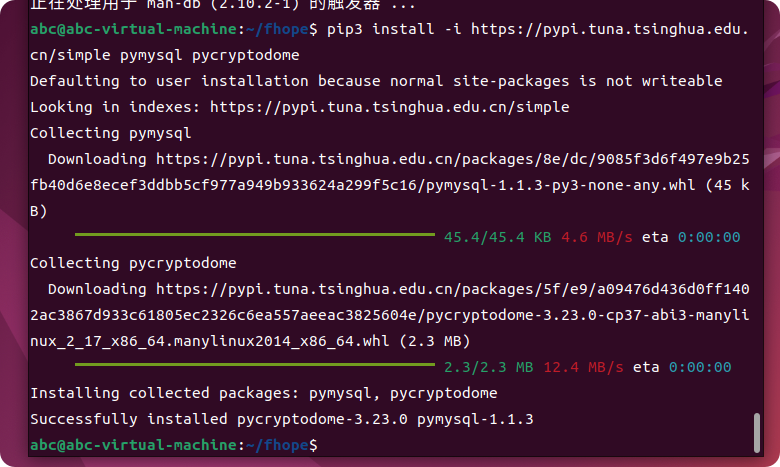 正在处理用于 man-db (2.10.2-1) 的触发器 ...
abc@abc-virtual-machine:~/fhope$ pip3 install -i https://pypi.tuna.tsinghua.edu.
cn/simple pymysql pycryptodome
Defaulting to user installation because normal site-packages is not writeable
Looking in indexes: https://pypi.tuna.tsinghua.edu.cn/simple
Collecting pymysql
  Downloading https://pypi.tuna.tsinghua.edu.cn/packages/8e/dc/9085f3d6f497e9b25
fb40d6e8ecef3ddbb5cf977a949b933624a299f5c16/pymysql-1.1.3-py3-none-any.whl (45 k
B)
45.4/45.4 KB 4.6 MB/s eta 0:00:00
Collecting pycryptodome
  Downloading https://pypi.tuna.tsinghua.edu.cn/packages/5f/e9/a09476d436d0ff140
2ac3867d933c61805ec2326c6ea557aeeac3825604e/pycryptodome-3.23.0-cp37-abi3-manyli
nux_2_17_x86_64.manylinux2014_x86_64.whl (2.3 MB)
2.3/2.3 MB 12.4 MB/s eta 0:00:00
Installing collected packages: pymysql, pycryptodome
Successfully installed pycryptodome-3.23.0 pymysql-1.1.3
abc@abc-virtual-machine:~/fhope$